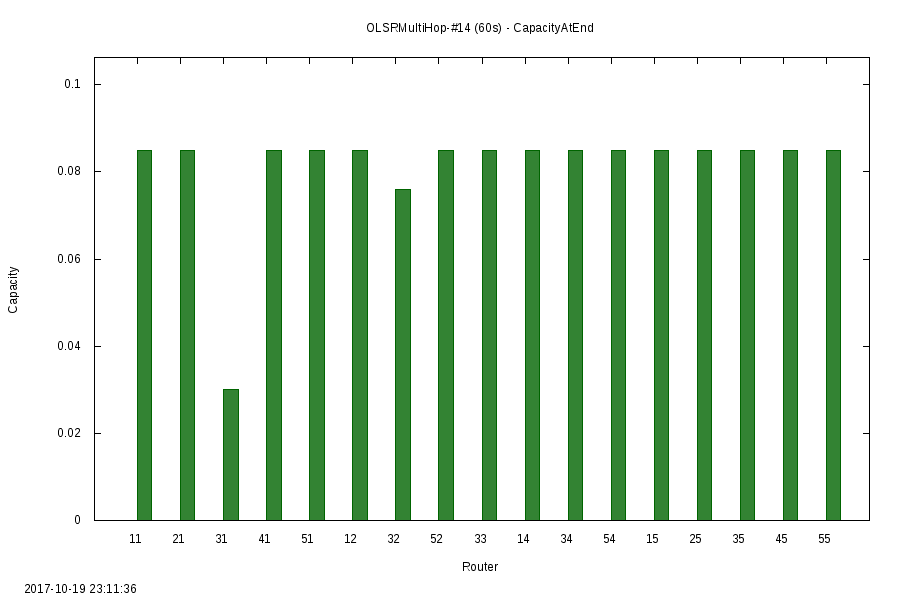 OLSRMultiHop-#14 (60s) - CapacityAtEnd
0.1
0.08
0.06
0.04
0.02
0
Capacity
11 21 31 41 51 12 32 52 33 14 34 54 15 25 35 45 55
Router
2017-10-19 23:11:36